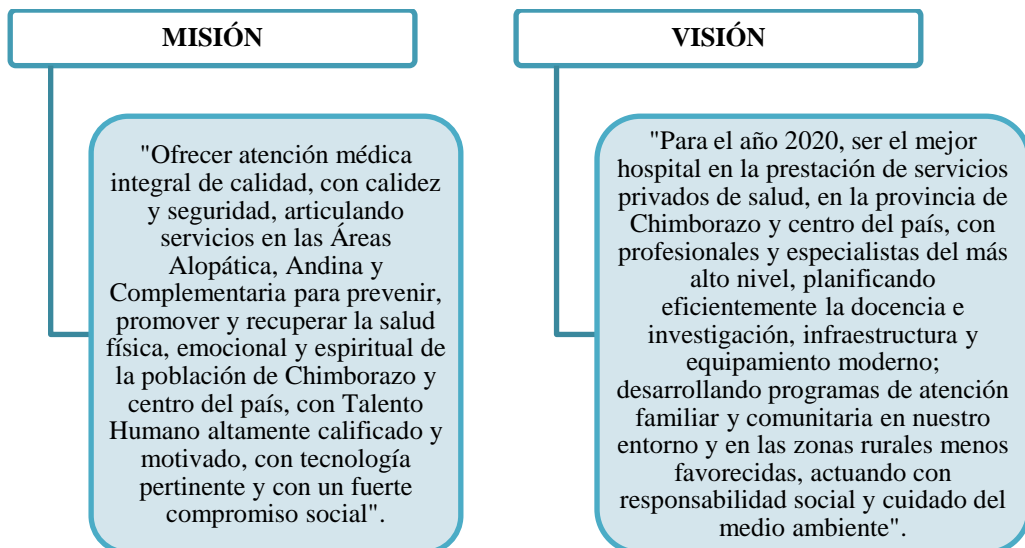 MISIÓN
"Ofrecer atención médica
integral de calidad, con calidez
y seguridad, articulando
servicios en las Áreas
Alopática, Andina y
Complementaria para prevenir,
promover y recuperar la salud
física, emocional y espiritual de
la población de Chimborazo y
centro del país, con Talento
Humano altamente calificado y
motivado, con tecnología
pertinente y con un fuerte
compromiso social".
VISIÓN
"Para el año 2020, ser el mejor
hospital en la prestación de servicios
privados de salud, en la provincia de
Chimborazo y centro del país, con
profesionales y especialistas del más
alto nivel, planificando
eficientemente la docencia e
investigación, infraestructura y
equipamiento moderno;
desarrollando programas de atención
familiar y comunitaria en nuestro
entorno y en las zonas rurales menos
favorecidas, actuando con
responsabilidad social y cuidado del
medio ambiente".